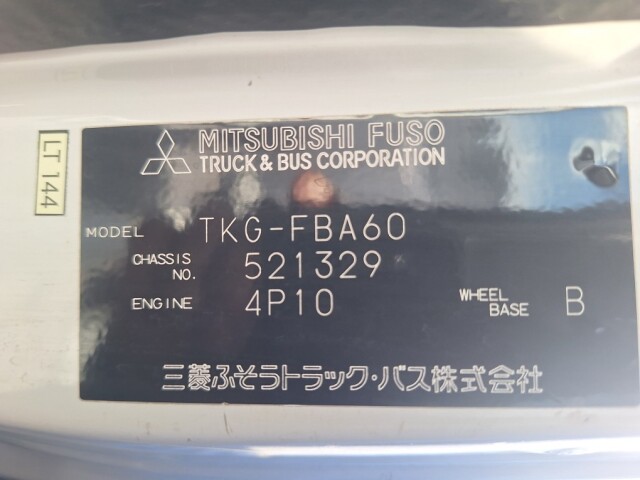 LT 144
MITSUBISHI FUSO
TRUCK & BUS CORPORATION
MODEL TKG-FBA60
CHASSIS NO. 521329
ENGINE 4P10 WHEEL BASE B
三菱ふそうトラック・バス株式会社